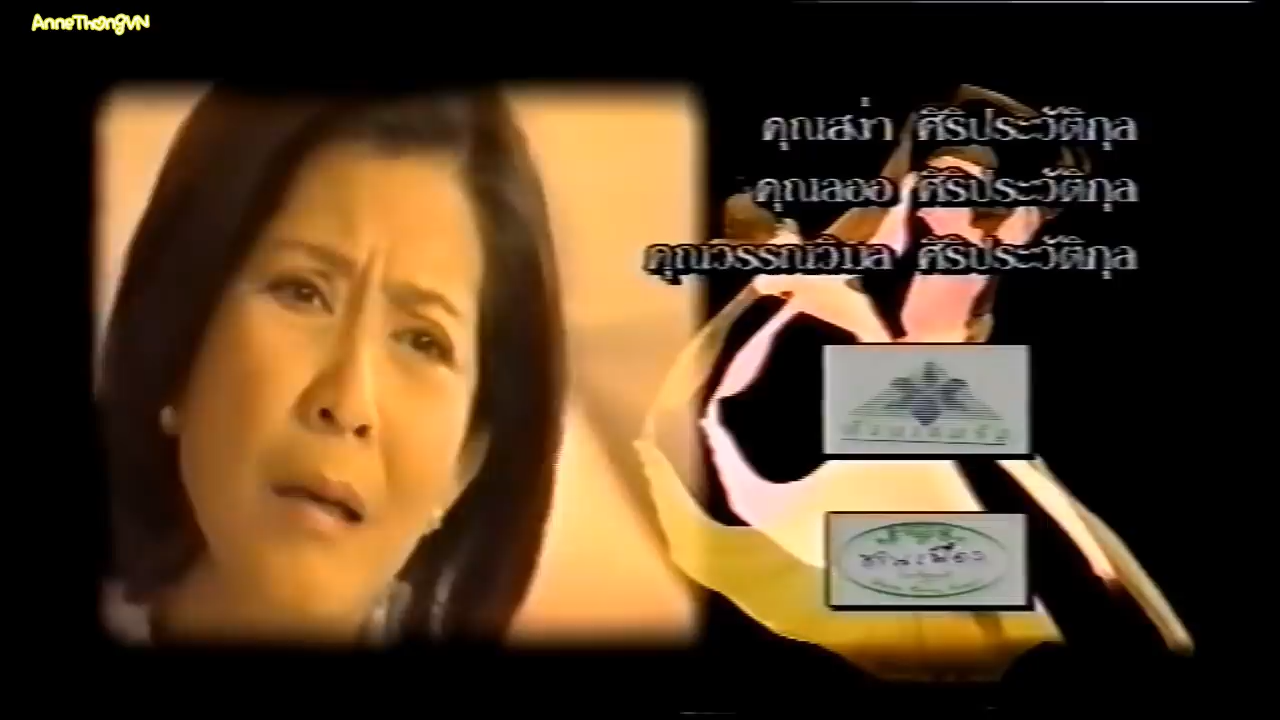 AnneThongVN
คุณสง่า ศิริประวัติกุล
คุณลออ ศิริประวัติกุล
คุณวิรรณวิมล ศิริประวัติกุล